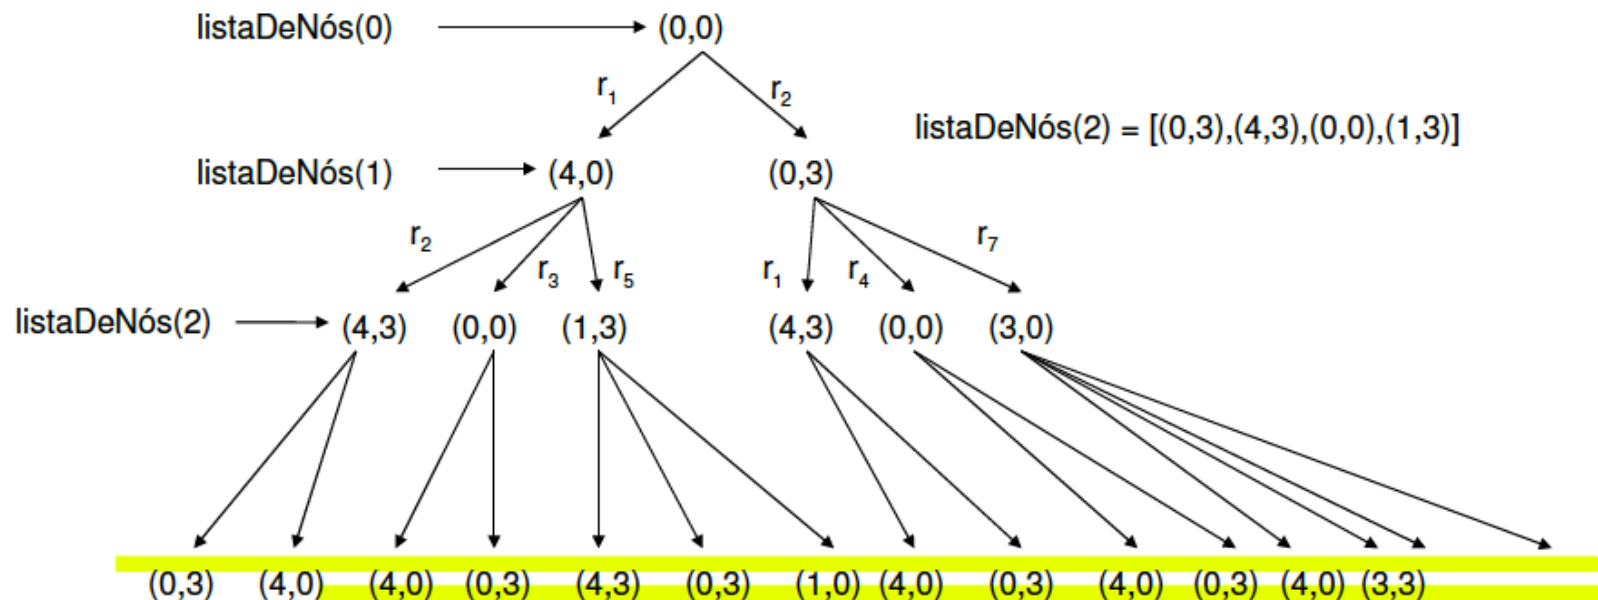 listaDeNós(0) (0,0)
r1 r2
listaDeNós(2) = [(0,3),(4,3),(0,0),(1,3)]
listaDeNós(1) (4,0) (0,3)
r2 r3 r5 r1 r4 r7
listaDeNós(2) (4,3) (0,0) (1,3) (4,3) (0,0) (3,0)
(0,3) (4,0) (4,0) (0,3) (4,3) (0,3) (1,0) (4,0) (0,3) (4,0) (0,3) (4,0) (3,3)